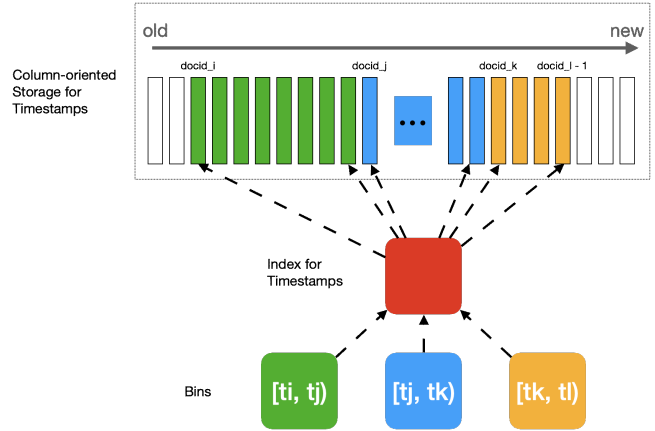 old
new
docid_i
docid_j
docid_k
docid_l - 1
Column-oriented
Storage for
Timestamps
...
Index for
Timestamps
Bins
[ti, tj)
[tj, tk)
[tk, tl)